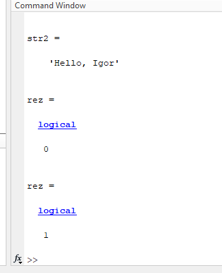 Command Window
str2 =
'Hello, Igor'
rez =
logical
0
rez =
logical
1
fx >>